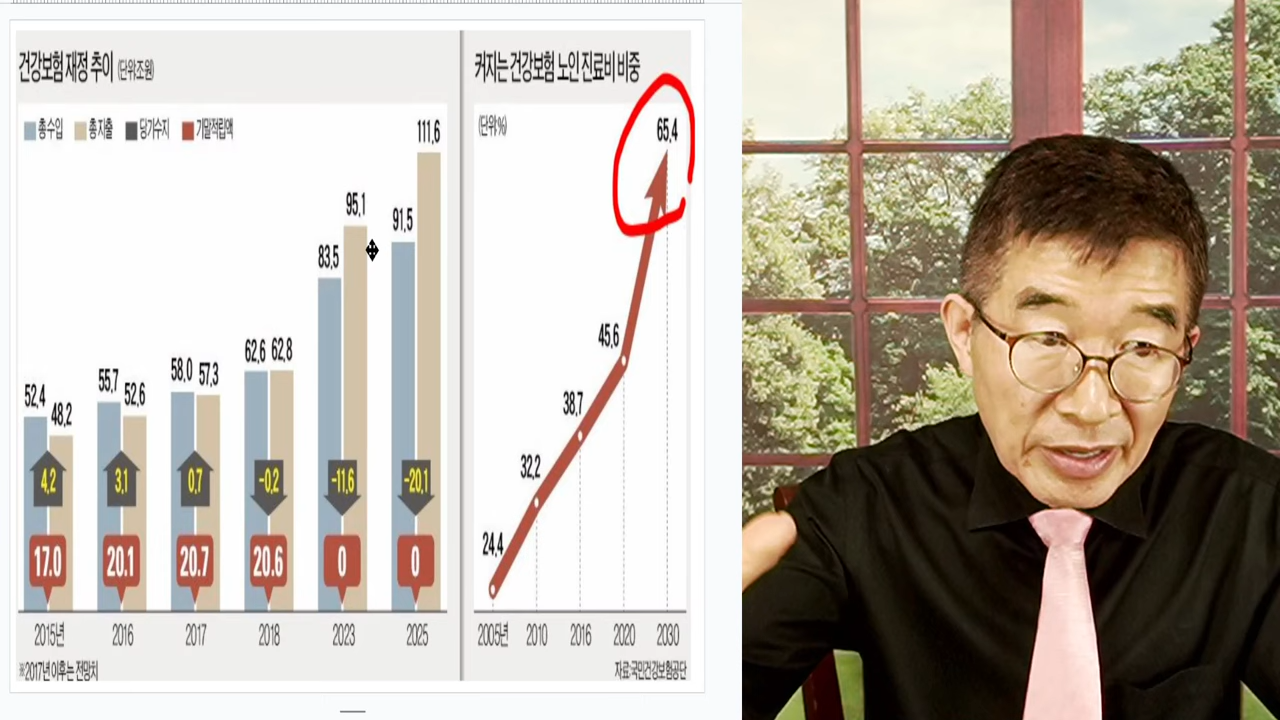 건강보험 재정 추이 (단위:조원)
총수입 총지출 당기수지 기말적립액
52.4 48.2 4.2 17.0
55.7 52.6 3.1 20.1
58.0 57.3 0.7 20.7
62.6 62.8 -0.2 20.6
83.5 95.1 -11.6 0
91.5 111.6 -20.1 0
2015년 2016 2017 2018 2023 2025
※2017년 이후는 전망치
커지는 건강보험 노인 진료비 비중
(단위:%)
24.4
32.2
38.7
45.6
65.4
2005년 2010 2016 2020 2030
자료:국민건강보험공단